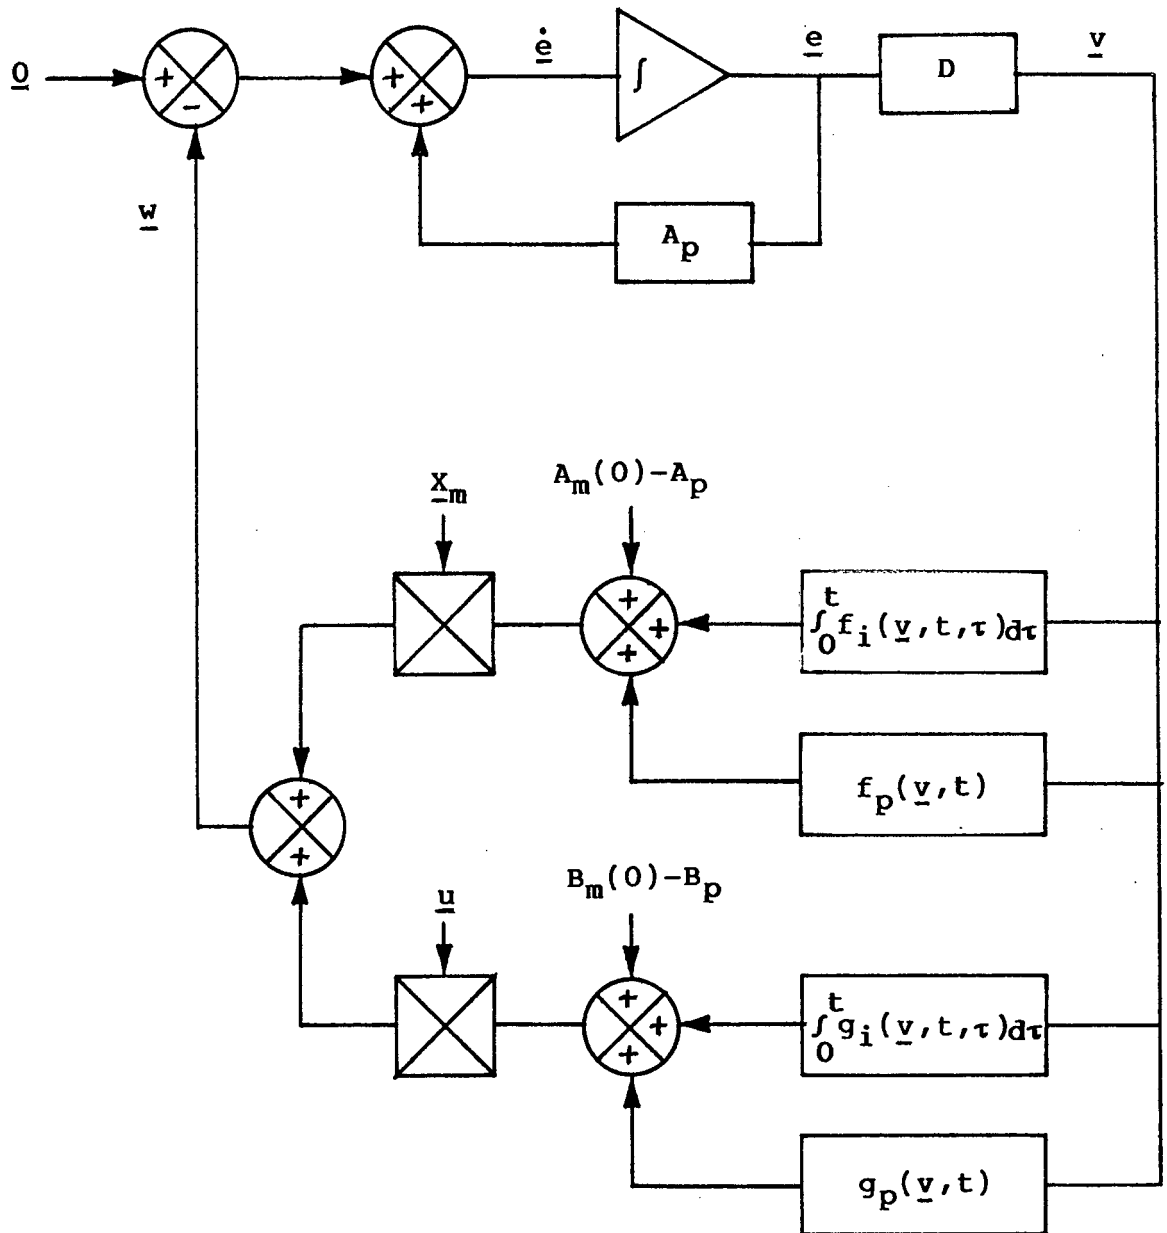 0
+
-
+
+
ė
∫
e
D
v
w
A_p
x_m
A_m(0)-A_p
+
+
+
∫_0^t f_i(v,t,τ)dτ
f_p(v,t)
+
+
u
B_m(0)-B_p
+
+
+
∫_0^t g_i(v,t,τ)dτ
g_p(v,t)